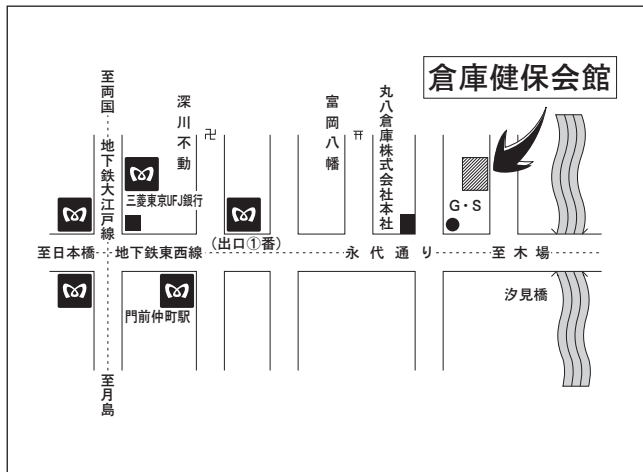 倉庫健保会館
至両国
地下鉄大江戸線
深川不動
卍
富岡八幡
丸八倉庫株式会社本社
三菱東京UFJ銀行
G・S
(出口①番)
至日本橋
地下鉄東西線
永代通り
至木場
門前仲町駅
汐見橋
至月島